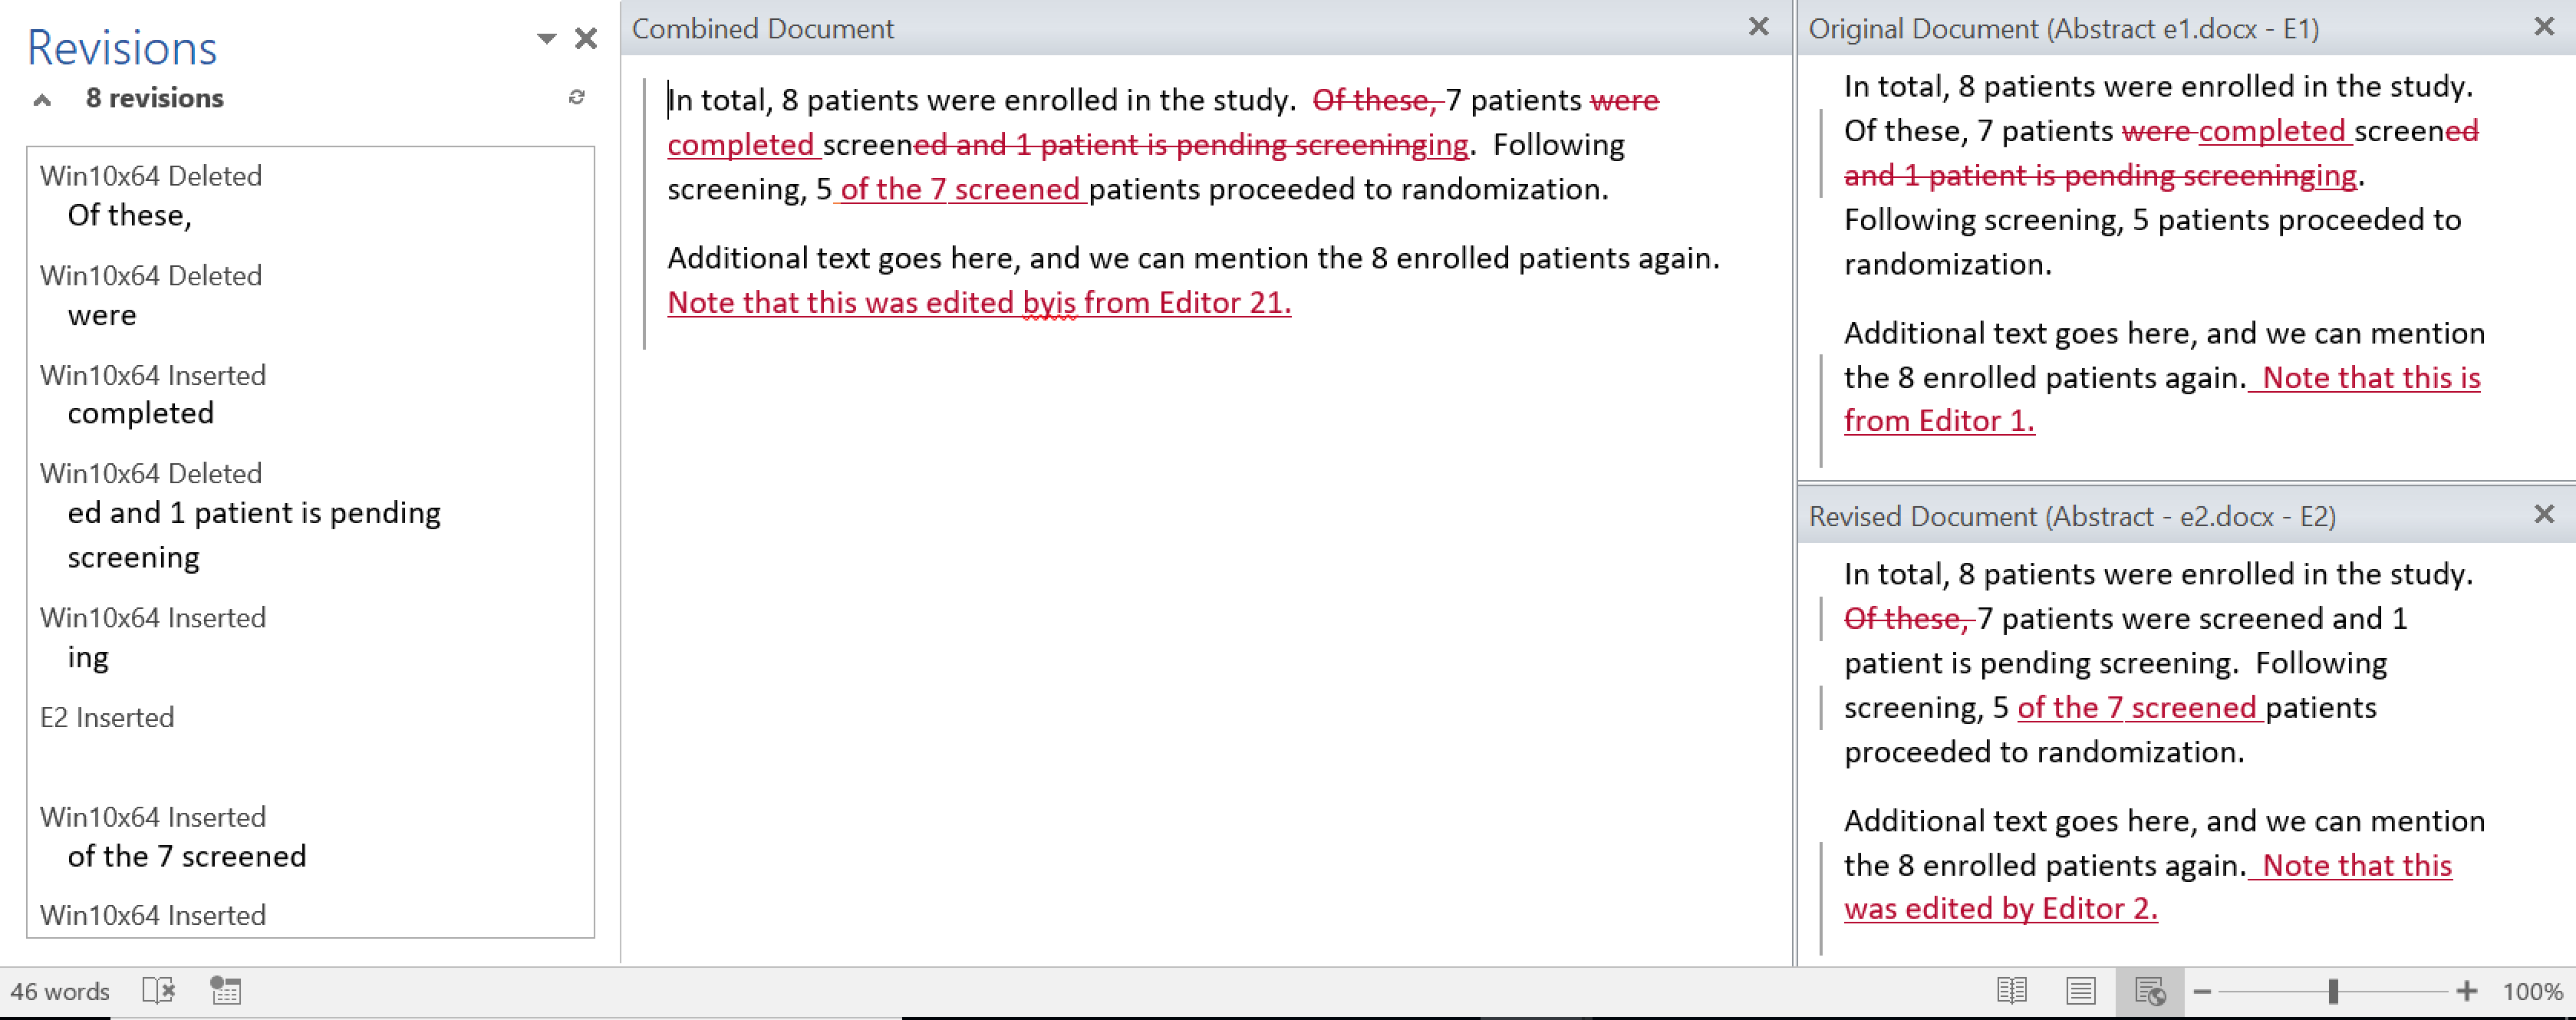 Revisions
8 revisions
Win10x64 Deleted
Of these,
Win10x64 Deleted
were
Win10x64 Inserted
completed
Win10x64 Deleted
ed and 1 patient is pending
screening
Win10x64 Inserted
ing
E2 Inserted
Win10x64 Inserted
of the 7 screened
Win10x64 Inserted
Combined Document
In total, 8 patients were enrolled in the study.  Of these, 7 patients were
completed screened and 1 patient is pending screeninging.  Following
screening, 5 of the 7 screened patients proceeded to randomization.
Additional text goes here, and we can mention the 8 enrolled patients again.
Note that this was edited byis from Editor 21.
Original Document (Abstract e1.docx - E1)
In total, 8 patients were enrolled in the study.
Of these, 7 patients were completed screened
and 1 patient is pending screeninging.
Following screening, 5 patients proceeded to
randomization.
Additional text goes here, and we can mention
the 8 enrolled patients again.  Note that this is
from Editor 1.
Revised Document (Abstract - e2.docx - E2)
In total, 8 patients were enrolled in the study.
Of these, 7 patients were screened and 1
patient is pending screening.  Following
screening, 5 of the 7 screened patients
proceeded to randomization.
Additional text goes here, and we can mention
the 8 enrolled patients again.  Note that this
was edited by Editor 2.
46 words
100%